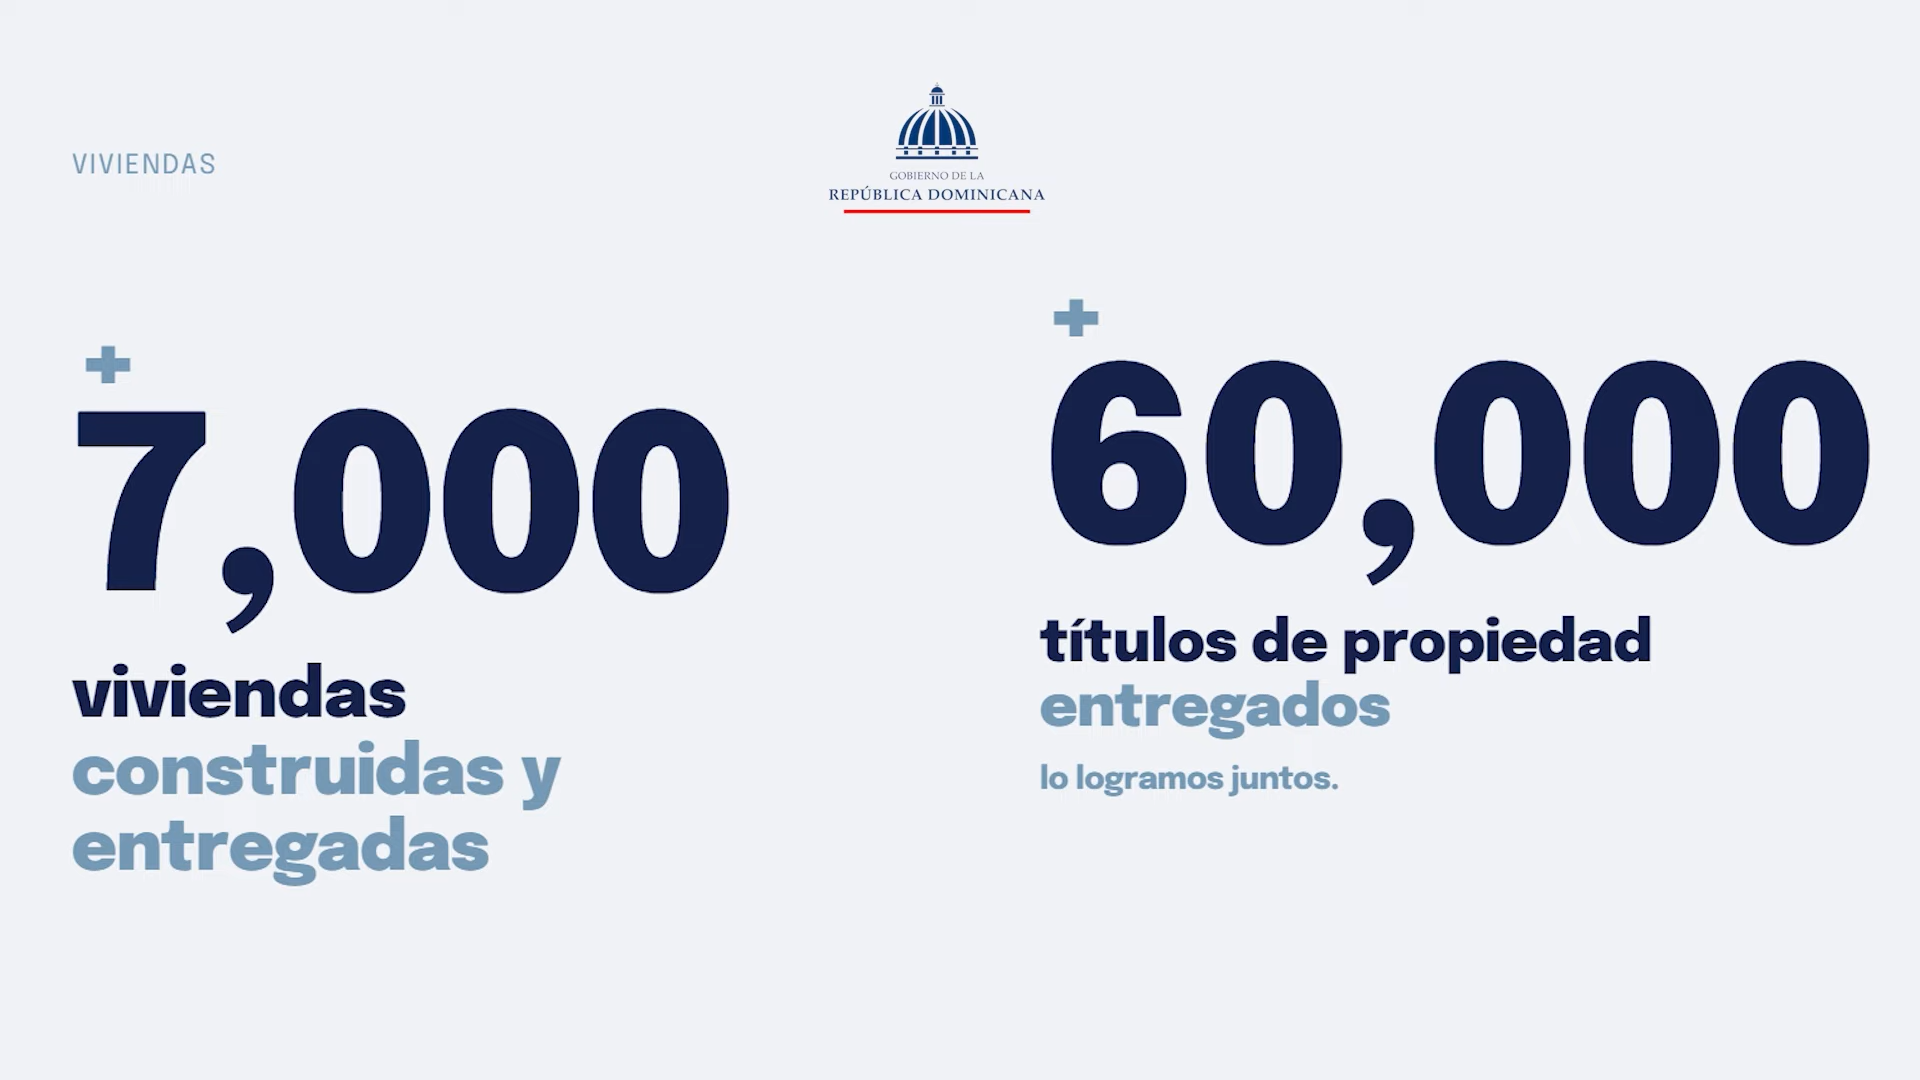 VIVIENDAS
GOBIERNO DE LA
REPÚBLICA DOMINICANA
+
7,000
viviendas
construidas y
entregadas
+
60,000
títulos de propiedad
entregados
lo logramos juntos.